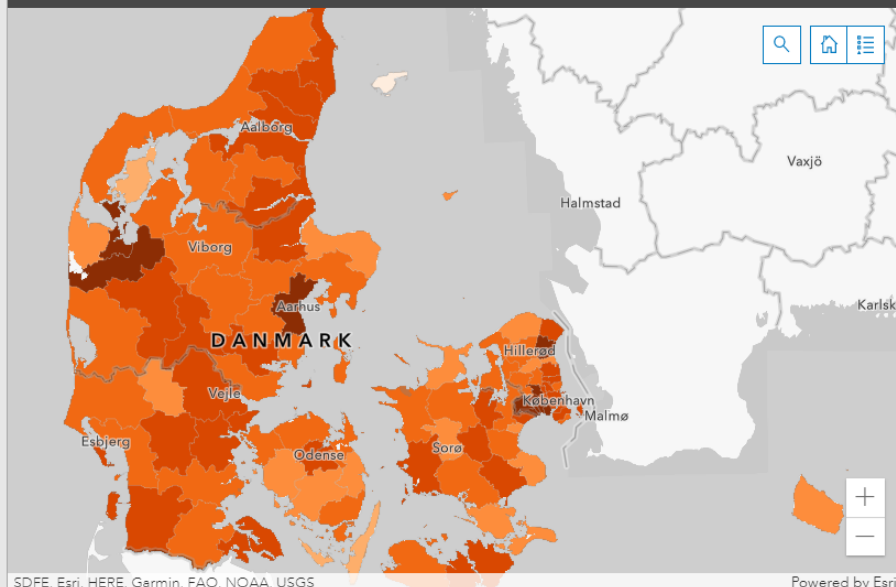 Aalborg
Vaxjö
Halmstad
Viborg
Karlsk
Aarhus
DANMARK
Hillerød
Vejle
København
Malmø
Esbjerg
Sorø
Odense
SDFE, Esri, HERE, Garmin, FAO, NOAA, USGS
Powered by Esri